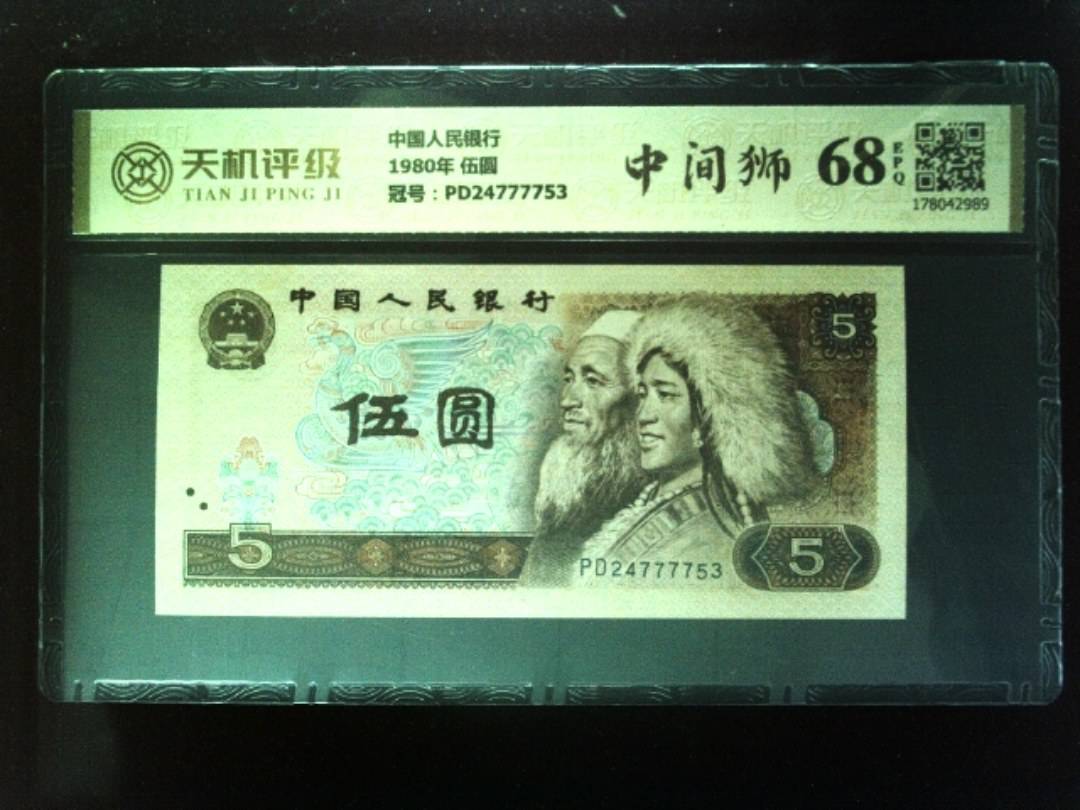 天机评级
TIAN JI PING JI
中国人民银行
1980年 伍圆
冠号：PD24777753
中间狮
68
EPQ
178042989
中国人民银行
5
伍圆
5
PD24777753
5